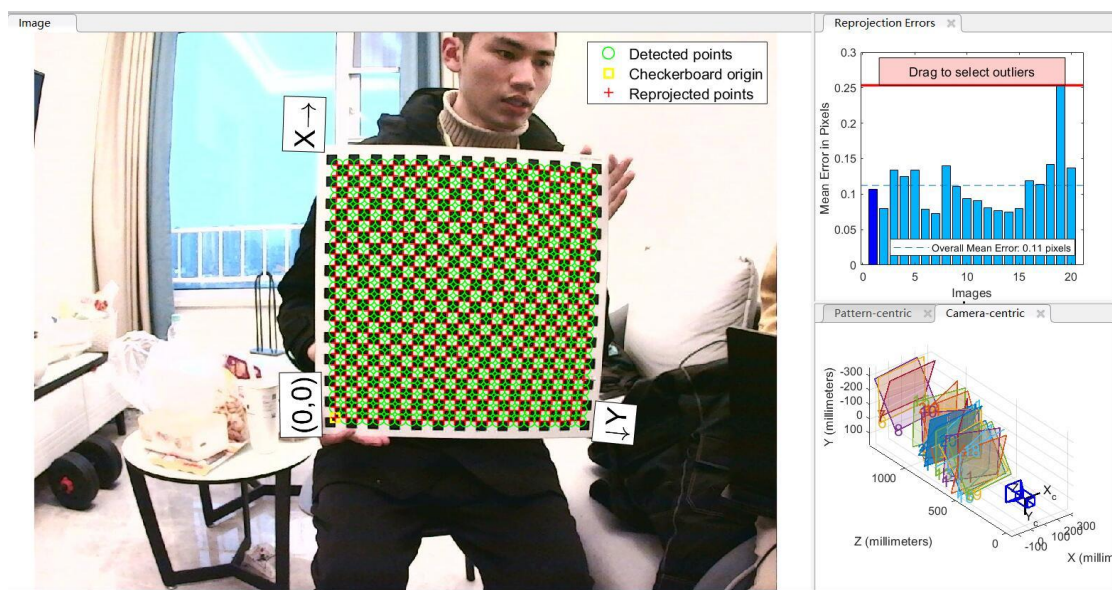 Image
Detected points
Checkerboard origin
Reprojected points
X→
(0,0)
↓Y
Reprojection Errors
Drag to select outliers
Mean Error in Pixels
0.3
0.25
0.2
0.15
0.1
0.05
0
Overall Mean Error: 0.11 pixels
0 5 10 15 20
Images
Pattern-centric
Camera-centric
Y (millimeters)
-300
-200
-100
0
100
1000
500
0
Z (millimeters)
X_c
Y_c
-100
0
100
200
300
X (millim